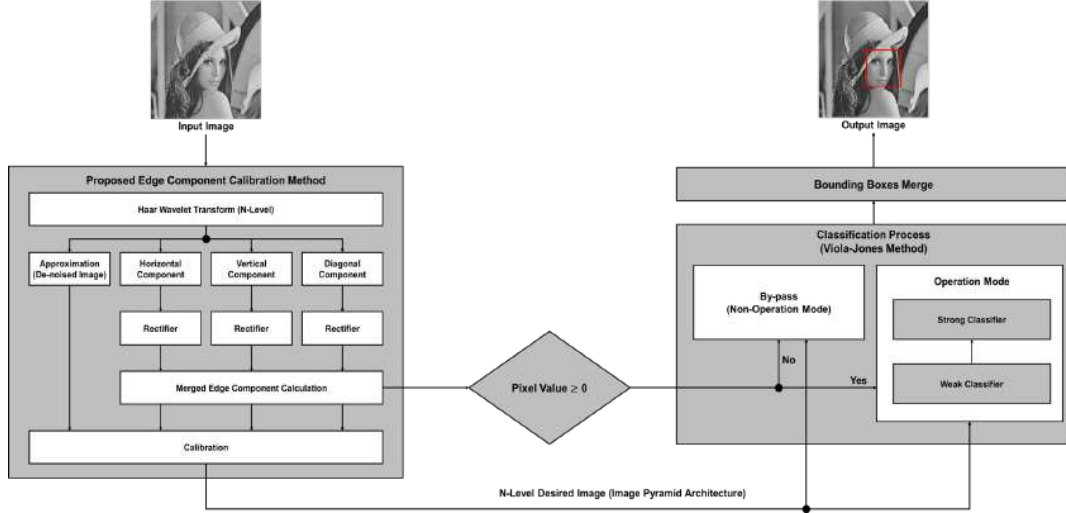 Input Image
Output Image
Proposed Edge Component Calibration Method
Haar Wavelet Transform (N-Level)
Approximation
(De-noised Image)
Horizontal
Component
Vertical
Component
Diagonal
Component
Rectifier
Rectifier
Rectifier
Merged Edge Component Calculation
Calibration
Pixel Value ≥ 0
Bounding Boxes Merge
Classification Process
(Viola-Jones Method)
By-pass
(Non-Operation Mode)
Operation Mode
Strong Classifier
Weak Classifier
No
Yes
N-Level Desired Image (Image Pyramid Architecture)